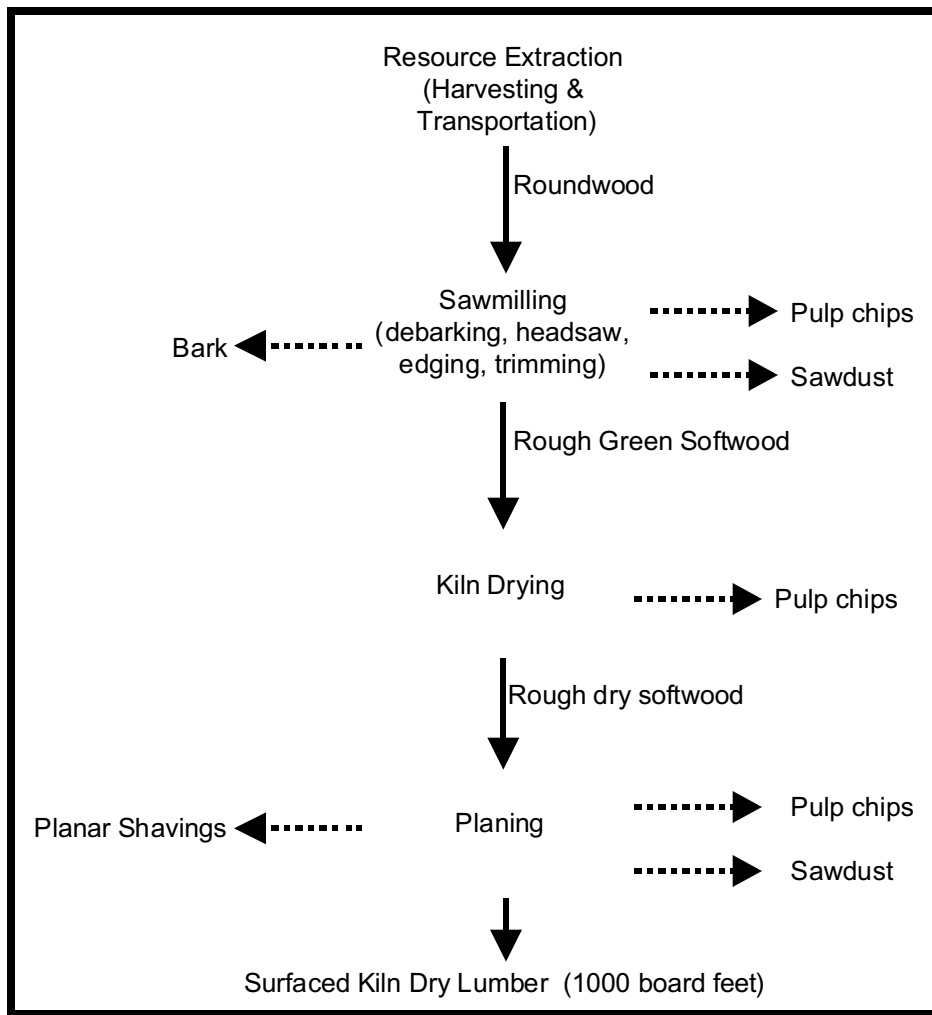 Resource Extraction
(Harvesting &
Transportation)
Roundwood
Sawmilling
(debarking, headsaw,
edging, trimming)
Bark
Pulp chips
Sawdust
Rough Green Softwood
Kiln Drying
Pulp chips
Rough dry softwood
Planar Shavings
Planing
Pulp chips
Sawdust
Surfaced Kiln Dry Lumber (1000 board feet)